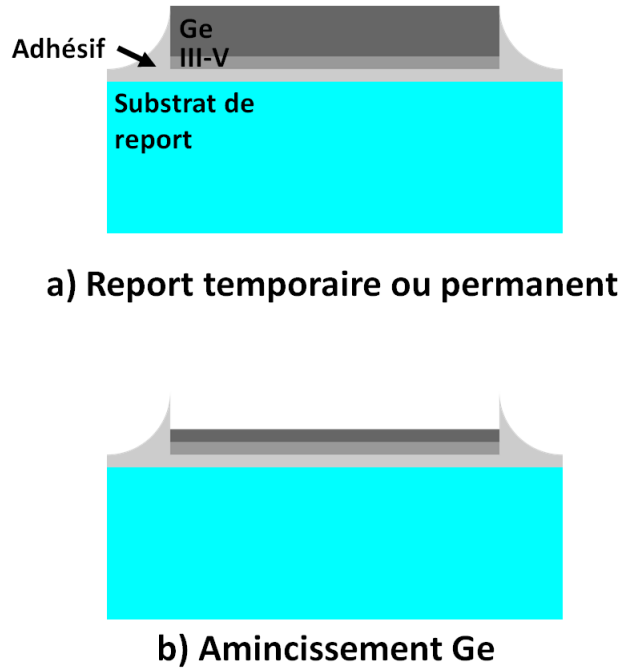 Ge
Adhésif
III-V
Substrat de
report
a) Report temporaire ou permanent
b) Amincissement Ge